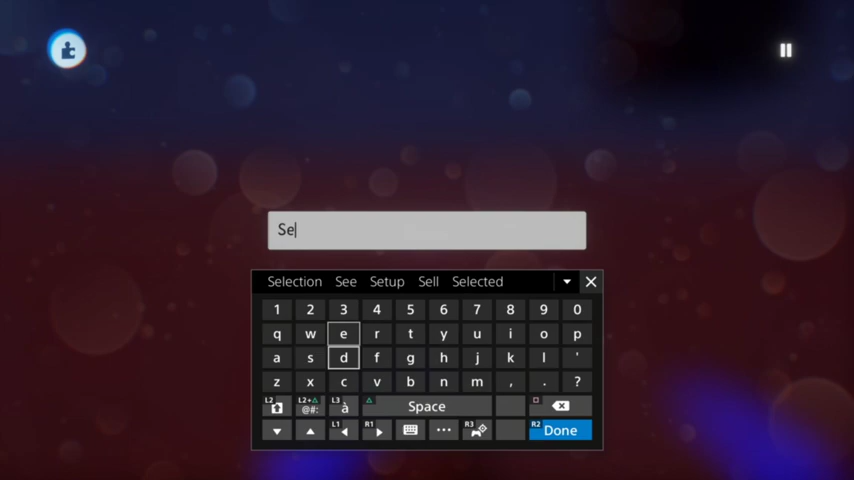 Se
Selection See Setup Sell Selected
1 2 3 4 5 6 7 8 9 0
q w e r t y u i o p
a s d f g h j k l '
z x c v b n m , . ?
L2 L2+△ @#: L3 à △ Space □
L1 R1 ... R3 R2 Done